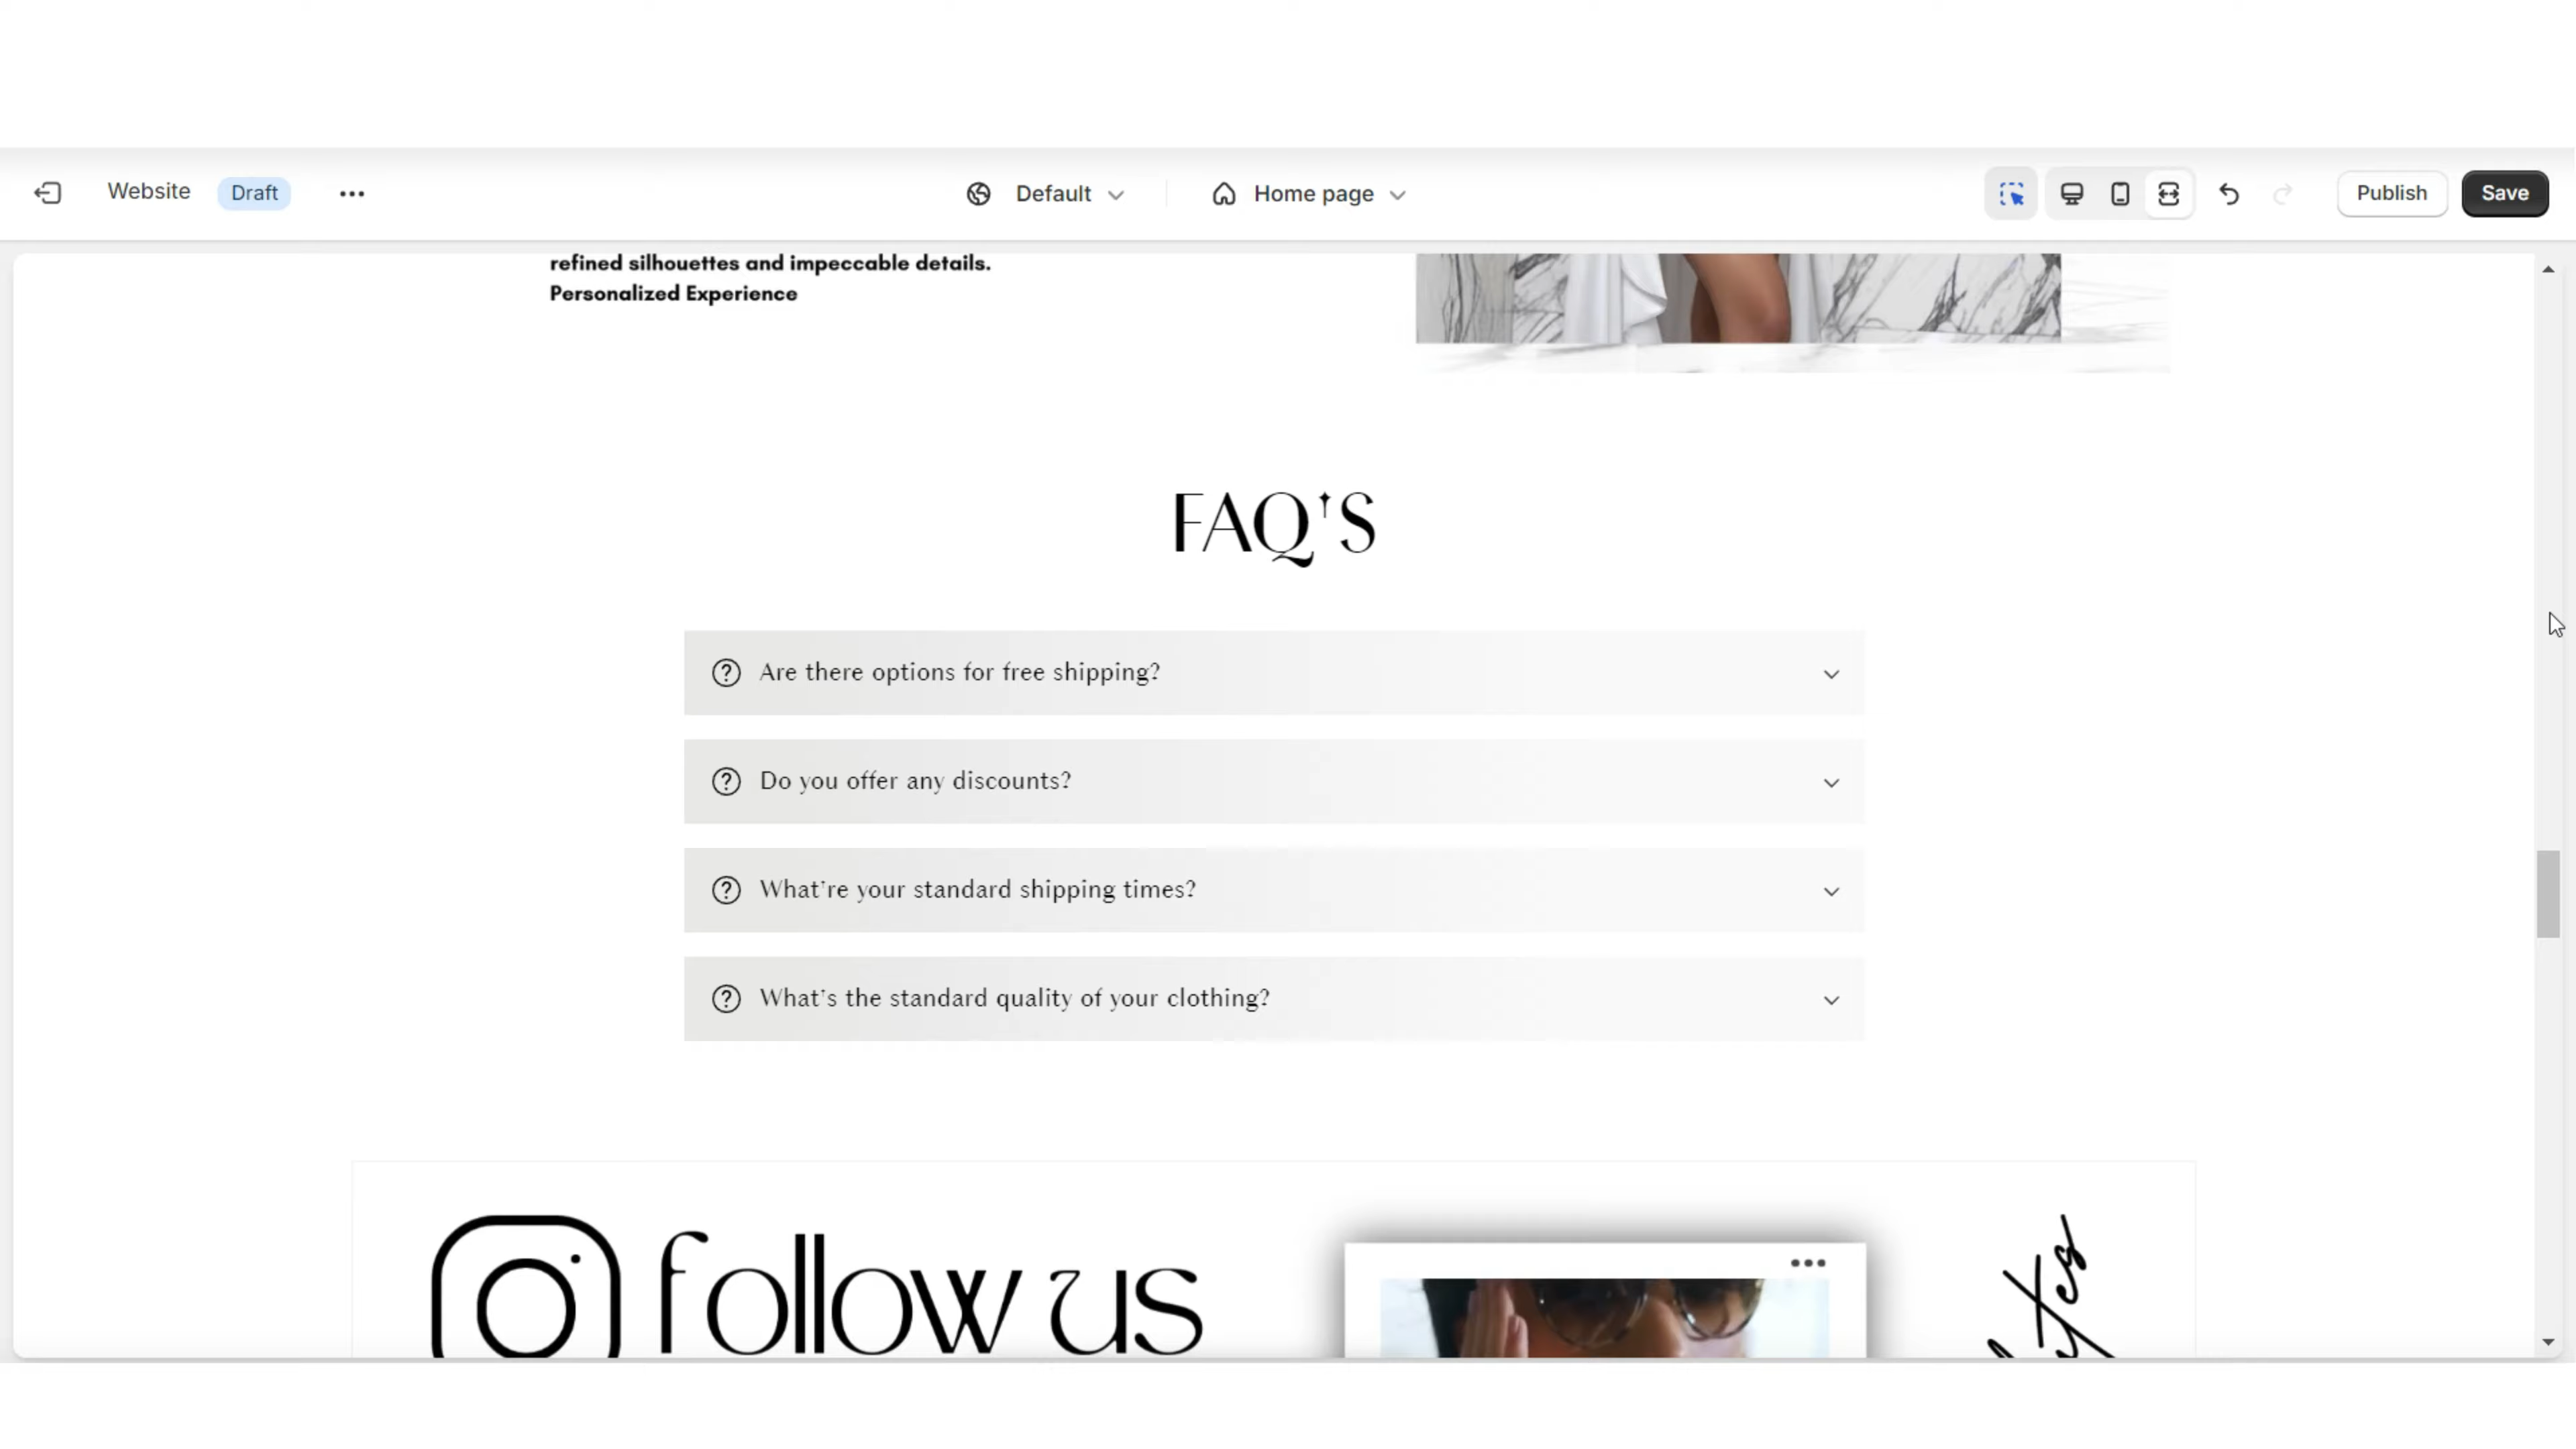 Website
Draft
Default
Home page
Publish
Save
refined silhouettes and impeccable details.
Personalized Experience
FAQ'S
Are there options for free shipping?
Do you offer any discounts?
What're your standard shipping times?
What's the standard quality of your clothing?
follow us